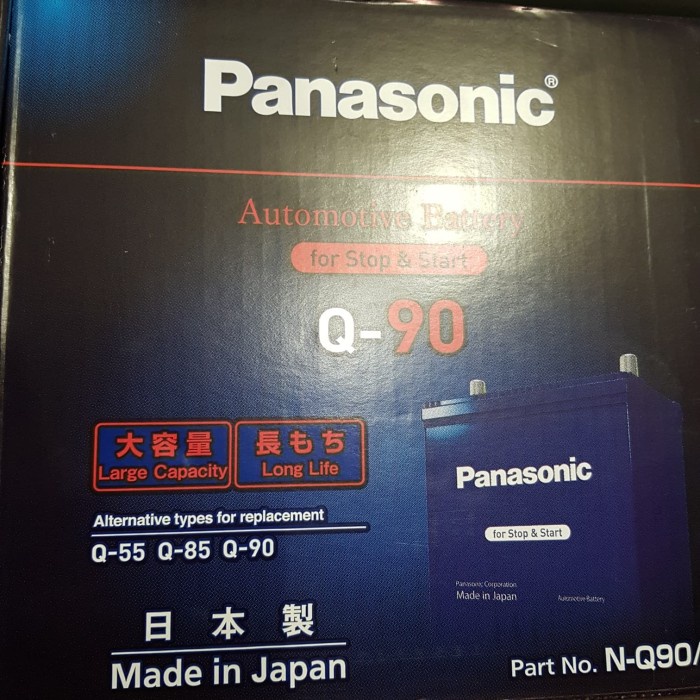 Panasonic®
Automotive Battery
for Stop & Start
Q-90
大容量 長もち
Large Capacity Long Life
Alternative types for replacement
Q-55 Q-85 Q-90
日本製
Made in Japan
Panasonic
for Stop & Start
Panasonic Corporation
Made in Japan Automotive Battery
Part No. N-Q90/